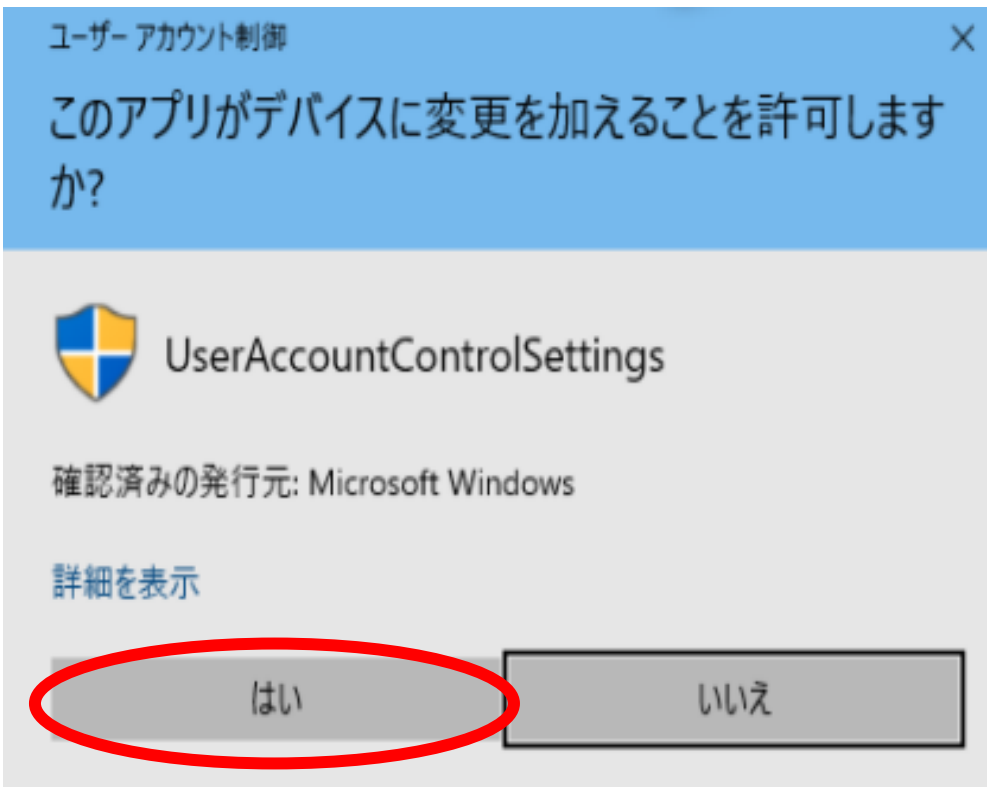 ユーザー アカウント制御
このアプリがデバイスに変更を加えることを許可します
か?
UserAccountControlSettings
確認済みの発行元: Microsoft Windows
詳細を表示
はい
いいえ